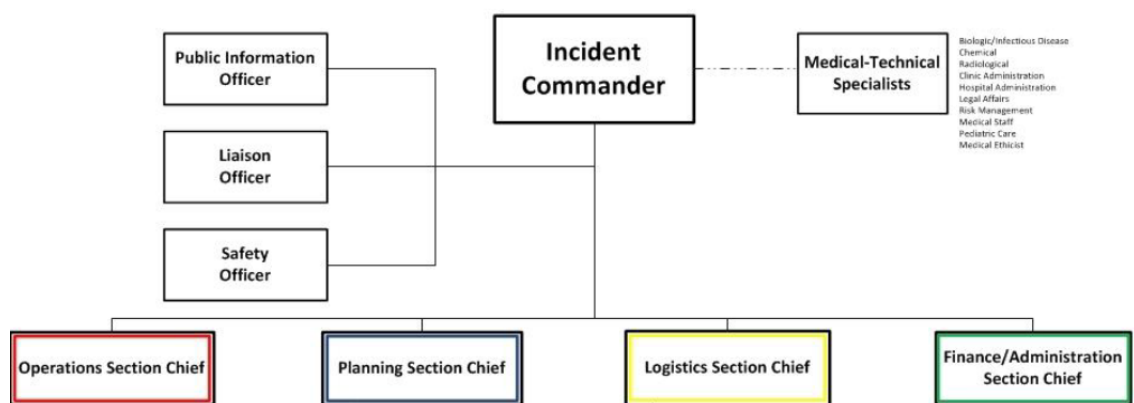 Public Information
Officer
Incident
Commander
Medical-Technical
Specialists
Biologic/Infectious Disease
Chemical
Radiological
Clinic Administration
Hospital Administration
Legal Affairs
Risk Management
Medical Staff
Pediatric Care
Medical Ethicist
Liaison
Officer
Safety
Officer
Operations Section Chief
Planning Section Chief
Logistics Section Chief
Finance/Administration
Section Chief